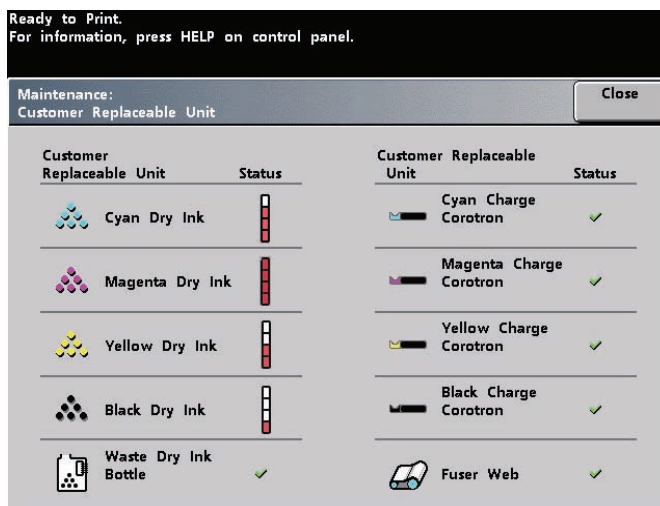 Ready to Print.
For information, press HELP on control panel.
Maintenance:
Customer Replaceable Unit
Close
Customer
Replaceable Unit
Status
Cyan Dry Ink
Magenta Dry Ink
Yellow Dry Ink
Black Dry Ink
Waste Dry Ink
Bottle
Customer Replaceable
Unit
Status
Cyan Charge
Corotron
Magenta Charge
Corotron
Yellow Charge
Corotron
Black Charge
Corotron
Fuser Web